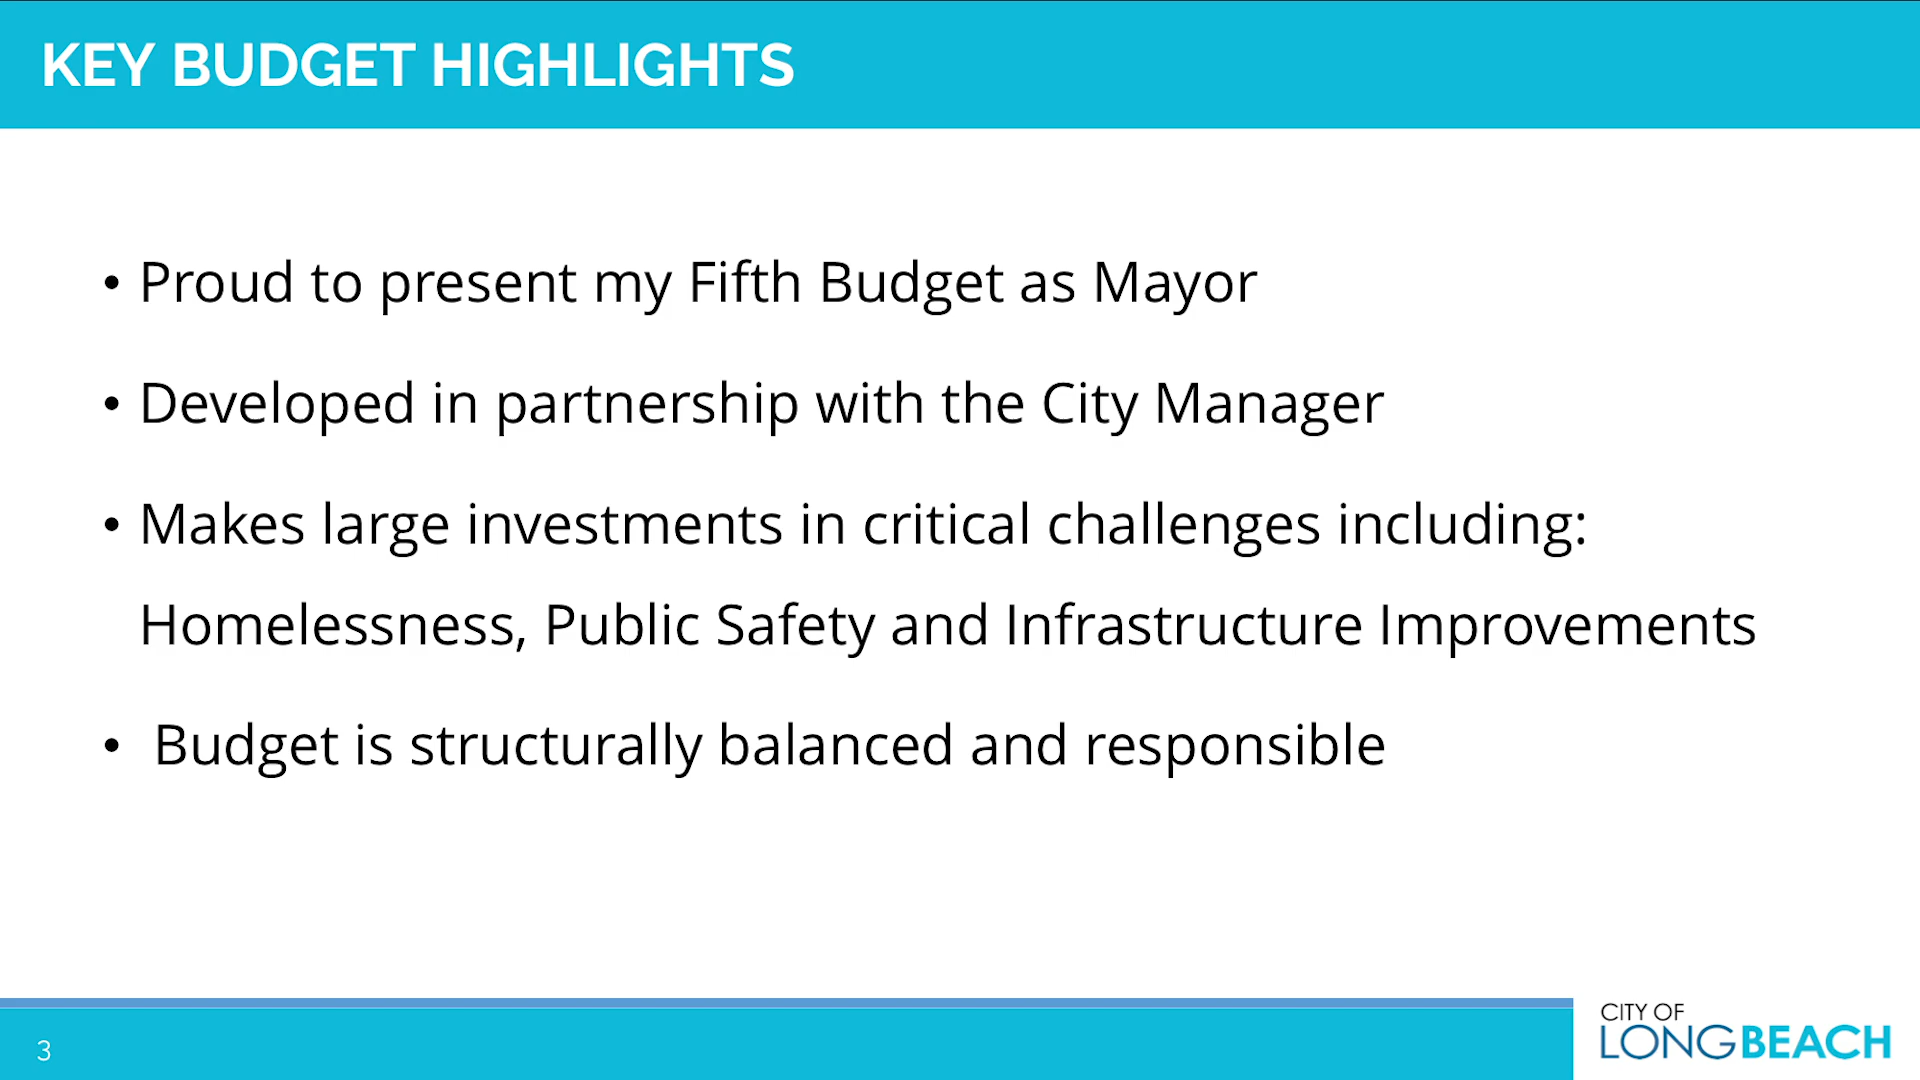 KEY BUDGET HIGHLIGHTS
• Proud to present my Fifth Budget as Mayor
• Developed in partnership with the City Manager
• Makes large investments in critical challenges including:
Homelessness, Public Safety and Infrastructure Improvements
• Budget is structurally balanced and responsible
3
CITY OF
LONGBEACH